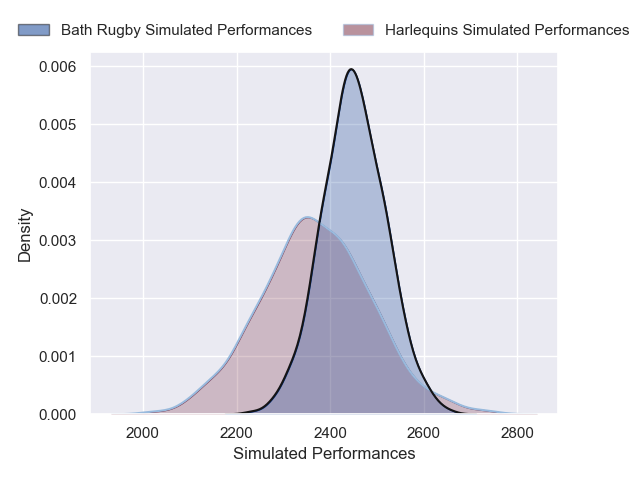 Bath Rugby Simulated Performances Harlequins Simulated Performances
0.006
0.005
0.004
0.003
0.002
0.001
0.000
Density
2000 2200 2400 2600 2800
Simulated Performances